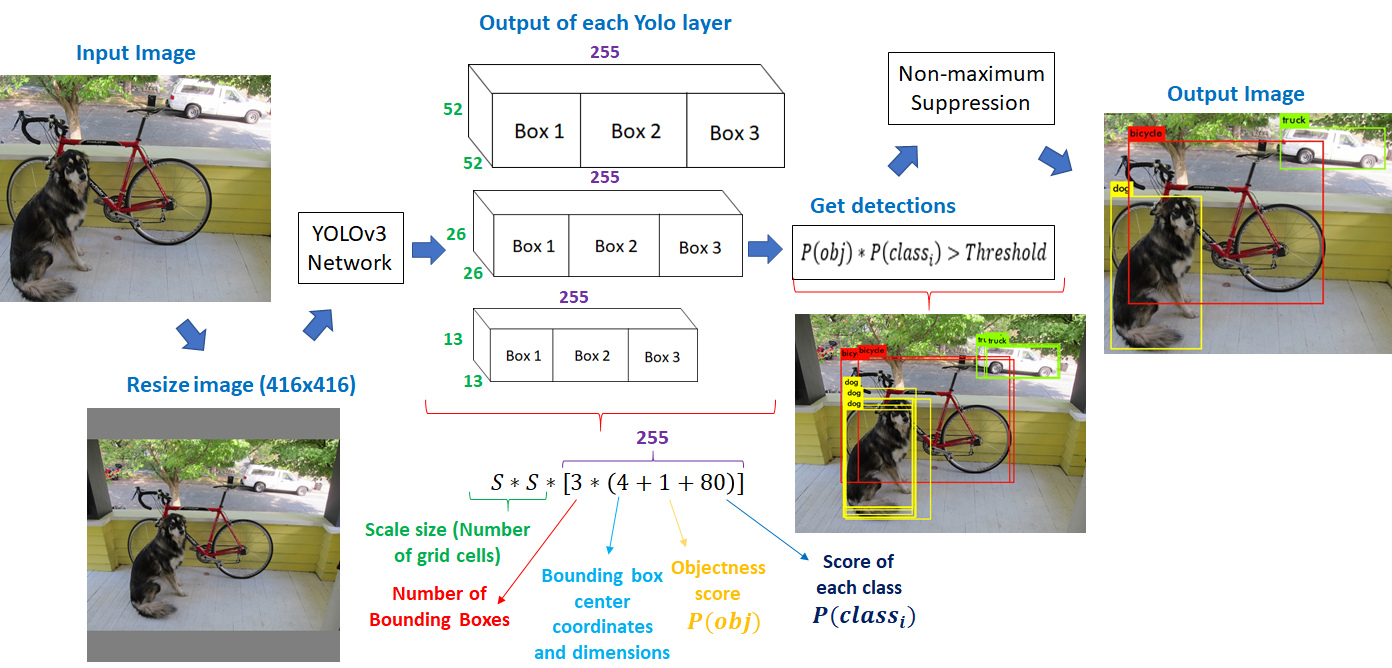 Input Image
Resize image (416x416)
YOLOv3
Network
Output of each Yolo layer
255
52
52
Box 1
Box 2
Box 3
255
26
26
Box 1
Box 2
Box 3
255
13
13
Box 1
Box 2
Box 3
255
S * S * [3 * (4 + 1 + 80)]
Scale size (Number
of grid cells)
Number of
Bounding Boxes
Bounding box
center
coordinates
and dimensions
Objectness
score
P(obj)
Score of
each class
P(classᵢ)
Get detections
P(obj) * P(classᵢ) > Threshold
bicycle
truck
dog
dog
dog
Non-maximum
Suppression
Output Image
bicycle
truck
dog